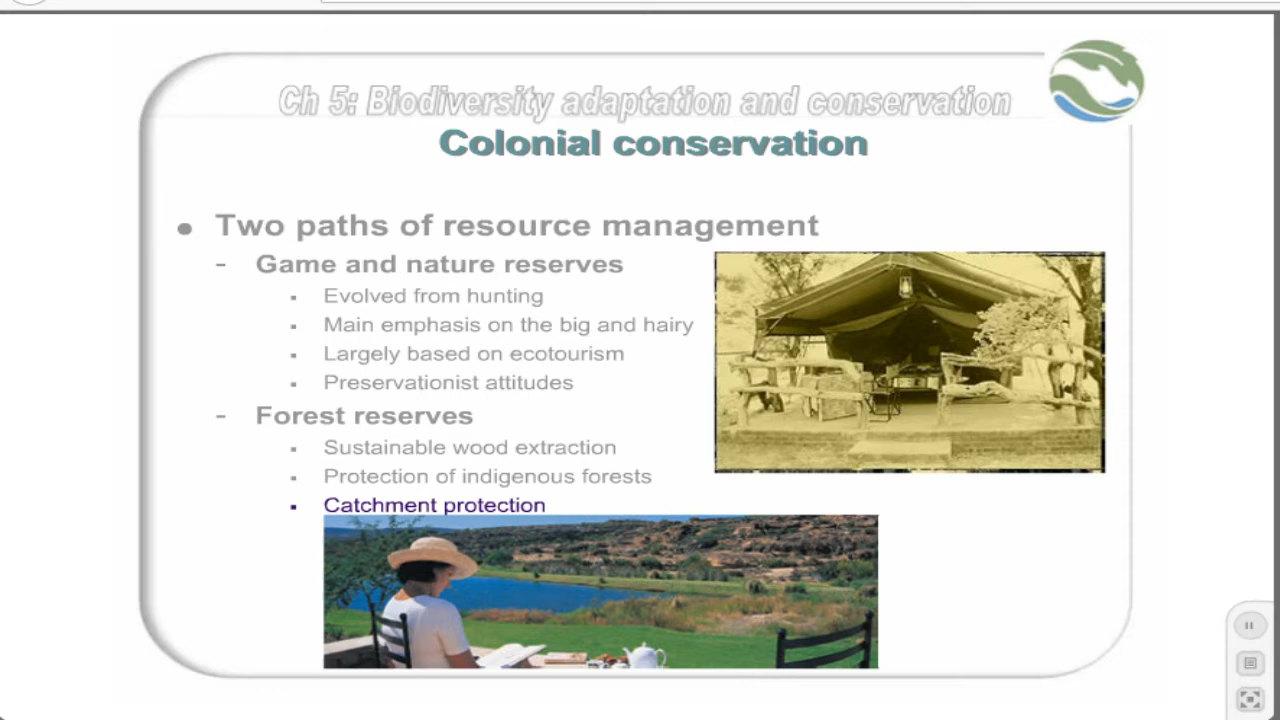 Ch 5: Biodiversity adaptation and conservation
Colonial conservation
• Two paths of resource management
- Game and nature reserves
▪ Evolved from hunting
▪ Main emphasis on the big and hairy
▪ Largely based on ecotourism
▪ Preservationist attitudes
- Forest reserves
▪ Sustainable wood extraction
▪ Protection of indigenous forests
▪ Catchment protection